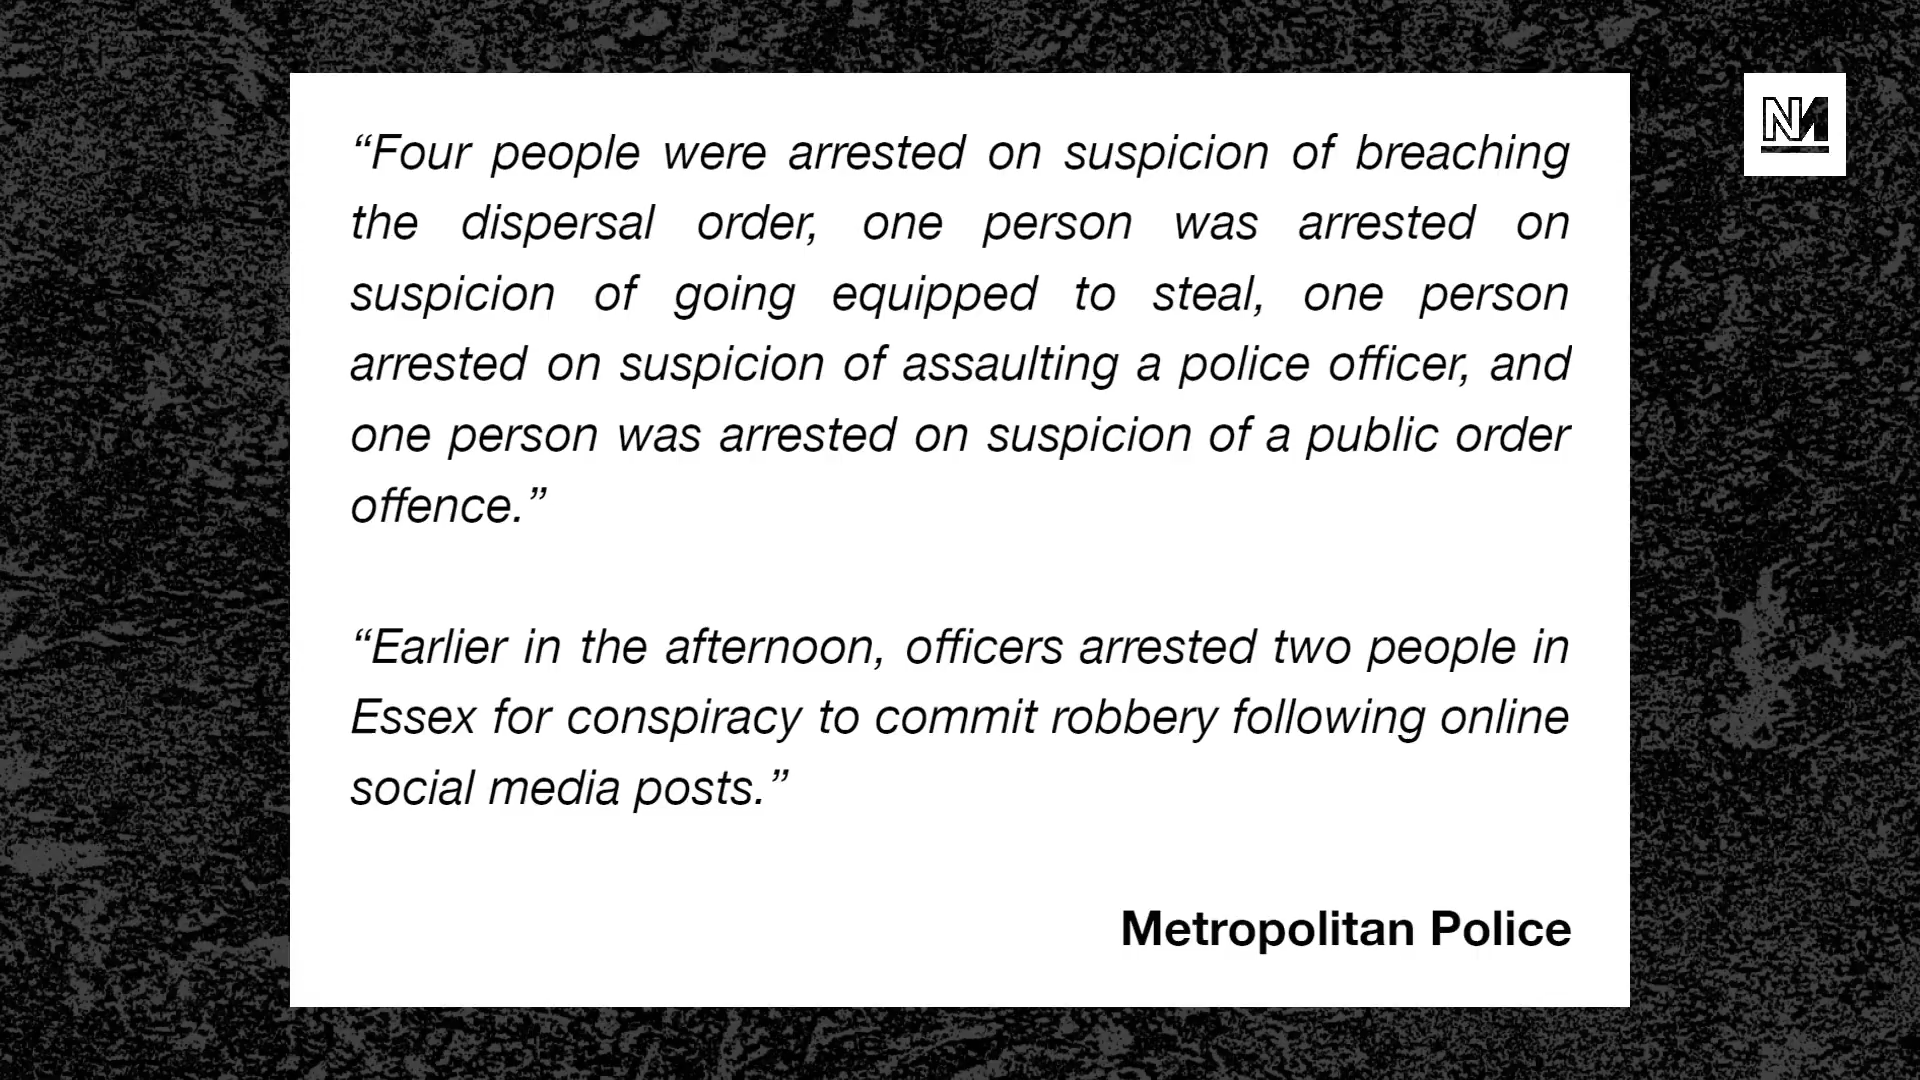 “Four people were arrested on suspicion of breaching
the dispersal order, one person was arrested on
suspicion of going equipped to steal, one person
arrested on suspicion of assaulting a police officer, and
one person was arrested on suspicion of a public order
offence.”
“Earlier in the afternoon, officers arrested two people in
Essex for conspiracy to commit robbery following online
social media posts.”
Metropolitan Police
NM